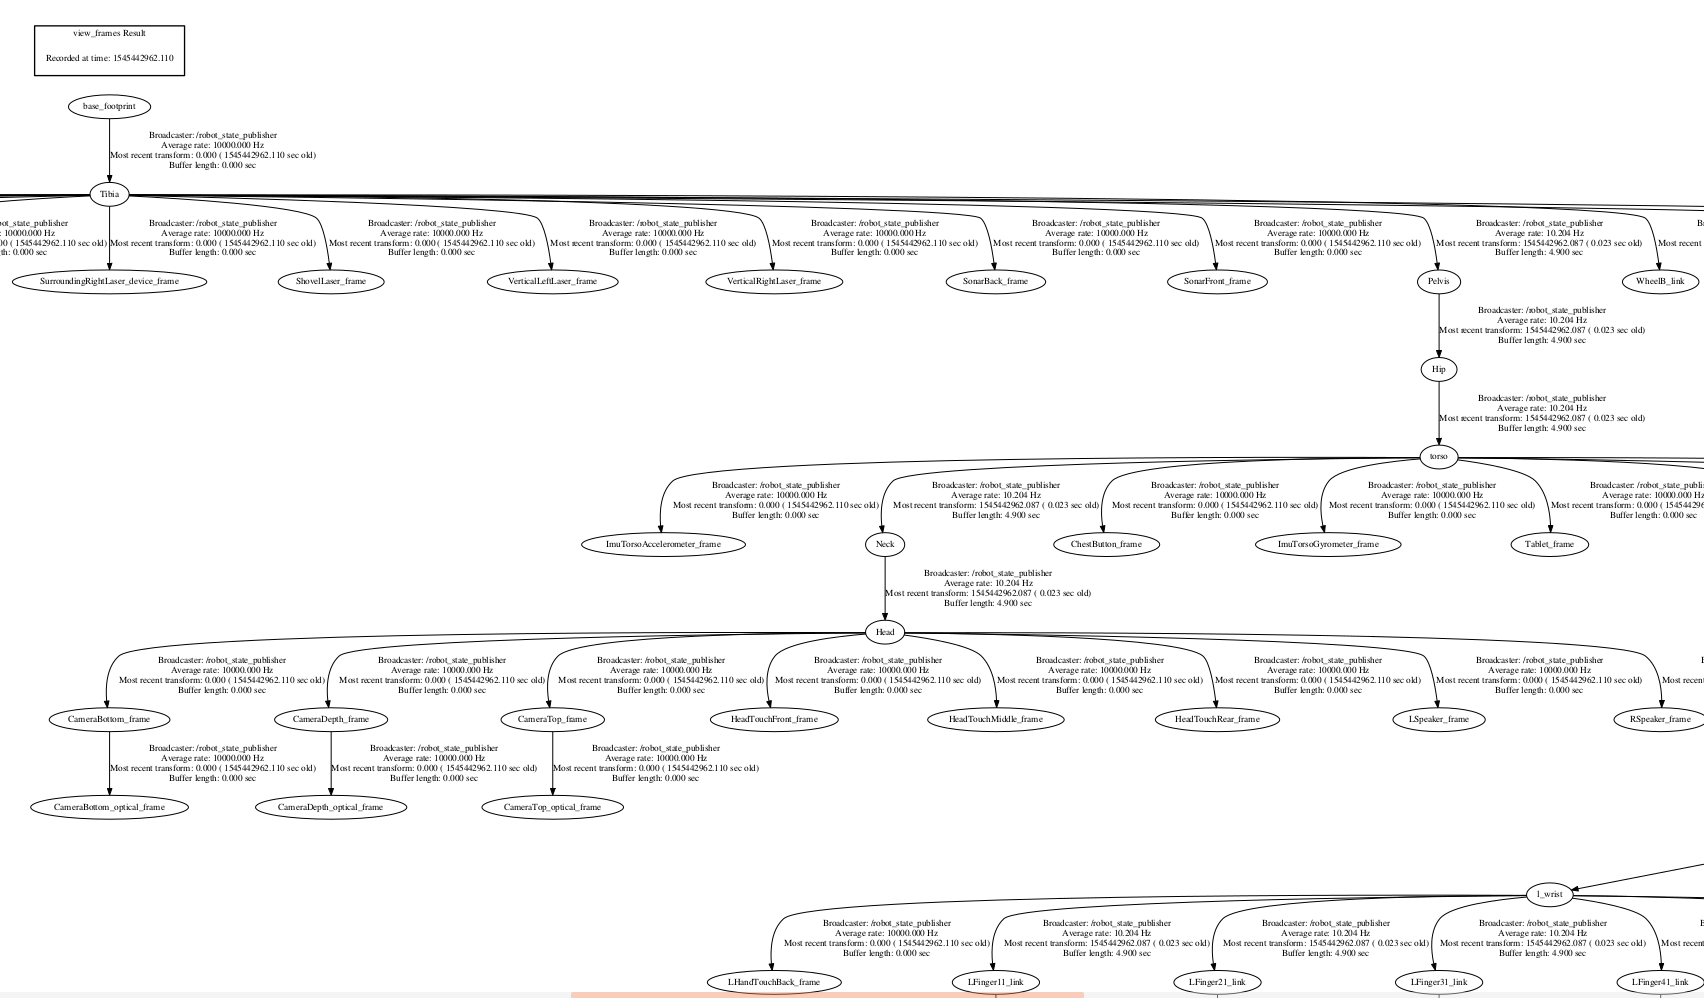 view_frames Result
Recorded at time: 1545442962.110
base_footprint
Broadcaster: /robot_state_publisher
Average rate: 10000.000 Hz
Most recent transform: 0.000 ( 1545442962.110 sec old)
Buffer length: 0.000 sec
Tibia
ot_state_publisher
10000.000 Hz
0 ( 1545442962.110 sec old)
th: 0.000 sec
Broadcaster: /robot_state_publisher
Average rate: 10000.000 Hz
Most recent transform: 0.000 ( 1545442962.110 sec old)
Buffer length: 0.000 sec
Broadcaster: /robot_state_publisher
Average rate: 10000.000 Hz
Most recent transform: 0.000 ( 1545442962.110 sec old)
Buffer length: 0.000 sec
Broadcaster: /robot_state_publisher
Average rate: 10000.000 Hz
Most recent transform: 0.000 ( 1545442962.110 sec old)
Buffer length: 0.000 sec
Broadcaster: /robot_state_publisher
Average rate: 10000.000 Hz
Most recent transform: 0.000 ( 1545442962.110 sec old)
Buffer length: 0.000 sec
Broadcaster: /robot_state_publisher
Average rate: 10000.000 Hz
Most recent transform: 0.000 ( 1545442962.110 sec old)
Buffer length: 0.000 sec
Broadcaster: /robot_state_publisher
Average rate: 10000.000 Hz
Most recent transform: 0.000 ( 1545442962.110 sec old)
Buffer length: 0.000 sec
Broadcaster: /robot_state_publisher
Average rate: 10.204 Hz
Most recent transform: 1545442962.087 ( 0.023 sec old)
Buffer length: 4.900 sec
Most recent
SurroundingRightLaser_device_frame
ShovelLaser_frame
VerticalLeftLaser_frame
VerticalRightLaser_frame
SonarBack_frame
SonarFront_frame
Pelvis
WheelB_link
Broadcaster: /robot_state_publisher
Average rate: 10.204 Hz
Most recent transform: 1545442962.087 ( 0.023 sec old)
Buffer length: 4.900 sec
Hip
Broadcaster: /robot_state_publisher
Average rate: 10.204 Hz
Most recent transform: 1545442962.087 ( 0.023 sec old)
Buffer length: 4.900 sec
torso
Broadcaster: /robot_state_publisher
Average rate: 10000.000 Hz
Most recent transform: 0.000 ( 1545442962.110 sec old)
Buffer length: 0.000 sec
Broadcaster: /robot_state_publisher
Average rate: 10.204 Hz
Most recent transform: 1545442962.087 ( 0.023 sec old)
Buffer length: 4.900 sec
Broadcaster: /robot_state_publisher
Average rate: 10000.000 Hz
Most recent transform: 0.000 ( 1545442962.110 sec old)
Buffer length: 0.000 sec
Broadcaster: /robot_state_publisher
Average rate: 10000.000 Hz
Most recent transform: 0.000 ( 1545442962.110 sec old)
Buffer length: 0.000 sec
Broadcaster: /robot_state_publis
Average rate: 10000.000 H
Most recent transform: 0.000 ( 15454429
Buffer length: 0.000 sec
ImuTorsoAccelerometer_frame
Neck
ChestButton_frame
ImuTorsoGyrometer_frame
Tablet_frame
Broadcaster: /robot_state_publisher
Average rate: 10.204 Hz
Most recent transform: 1545442962.087 ( 0.023 sec old)
Buffer length: 4.900 sec
Head
Broadcaster: /robot_state_publisher
Average rate: 10000.000 Hz
Most recent transform: 0.000 ( 1545442962.110 sec old)
Buffer length: 0.000 sec
Broadcaster: /robot_state_publisher
Average rate: 10000.000 Hz
Most recent transform: 0.000 ( 1545442962.110 sec old)
Buffer length: 0.000 sec
Broadcaster: /robot_state_publisher
Average rate: 10000.000 Hz
Most recent transform: 0.000 ( 1545442962.110 sec old)
Buffer length: 0.000 sec
Broadcaster: /robot_state_publisher
Average rate: 10000.000 Hz
Most recent transform: 0.000 ( 1545442962.110 sec old)
Buffer length: 0.000 sec
Broadcaster: /robot_state_publisher
Average rate: 10000.000 Hz
Most recent transform: 0.000 ( 1545442962.110 sec old)
Buffer length: 0.000 sec
Broadcaster: /robot_state_publisher
Average rate: 10000.000 Hz
Most recent transform: 0.000 ( 1545442962.110 sec old)
Buffer length: 0.000 sec
Broadcaster: /robot_state_publisher
Average rate: 10000.000 Hz
Most recent transform: 0.000 ( 1545442962.110 sec old)
Buffer length: 0.000 sec
Most recent
CameraBottom_frame
CameraDepth_frame
CameraTop_frame
HeadTouchFront_frame
HeadTouchMiddle_frame
HeadTouchRear_frame
LSpeaker_frame
RSpeaker_frame
Broadcaster: /robot_state_publisher
Average rate: 10000.000 Hz
Most recent transform: 0.000 ( 1545442962.110 sec old)
Buffer length: 0.000 sec
Broadcaster: /robot_state_publisher
Average rate: 10000.000 Hz
Most recent transform: 0.000 ( 1545442962.110 sec old)
Buffer length: 0.000 sec
Broadcaster: /robot_state_publisher
Average rate: 10000.000 Hz
Most recent transform: 0.000 ( 1545442962.110 sec old)
Buffer length: 0.000 sec
CameraBottom_optical_frame
CameraDepth_optical_frame
CameraTop_optical_frame
l_wrist
Broadcaster: /robot_state_publisher
Average rate: 10000.000 Hz
Most recent transform: 0.000 ( 1545442962.110 sec old)
Buffer length: 0.000 sec
Broadcaster: /robot_state_publisher
Average rate: 10.204 Hz
Most recent transform: 1545442962.087 ( 0.023 sec old)
Buffer length: 4.900 sec
Broadcaster: /robot_state_publisher
Average rate: 10.204 Hz
Most recent transform: 1545442962.087 ( 0.023 sec old)
Buffer length: 4.900 sec
Broadcaster: /robot_state_publisher
Average rate: 10.204 Hz
Most recent transform: 1545442962.087 ( 0.023 sec old)
Buffer length: 4.900 sec
Most recent
LHandTouchBack_frame
LFinger11_link
LFinger21_link
LFinger31_link
LFinger41_link